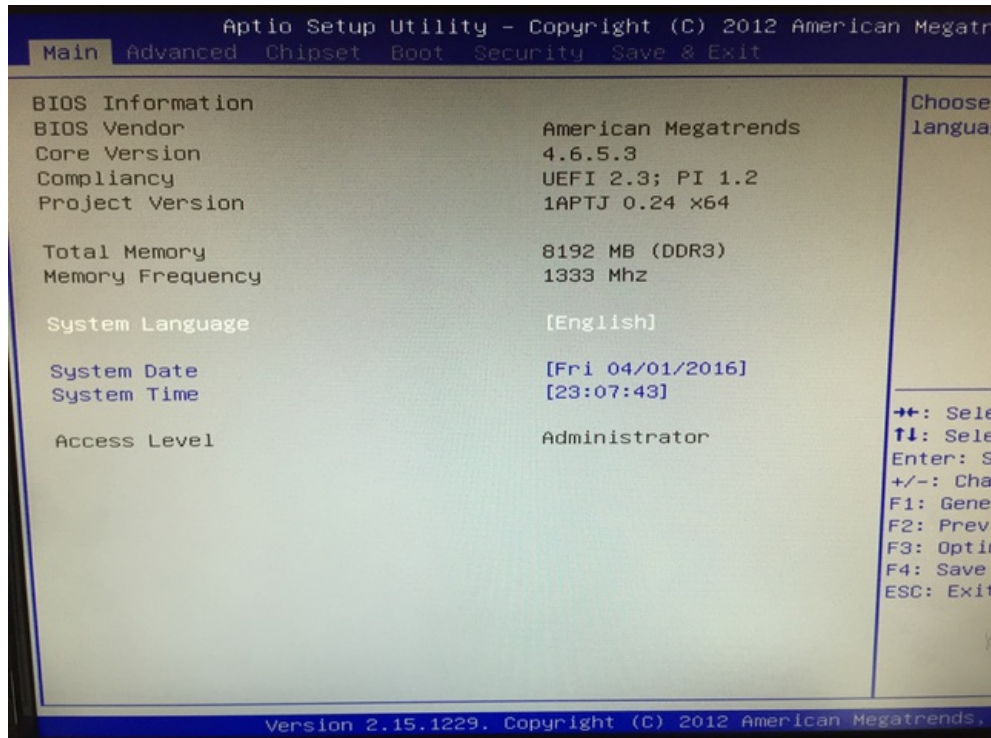 Aptio Setup Utility – Copyright (C) 2012 American Megatr
Main Advanced Chipset Boot Security Save & Exit
BIOS Information
BIOS Vendor American Megatrends
Core Version 4.6.5.3
Compliancy UEFI 2.3; PI 1.2
Project Version 1APTJ 0.24 x64
Total Memory 8192 MB (DDR3)
Memory Frequency 1333 Mhz
System Language [English]
System Date [Fri 04/01/2016]
System Time [23:07:43]
Access Level Administrator
Choose
langua
→←: Sele
↑↓: Sele
Enter: S
+/-: Cha
F1: Gene
F2: Prev
F3: Opti
F4: Save
ESC: Exit
Version 2.15.1229. Copyright (C) 2012 American Megatrends,